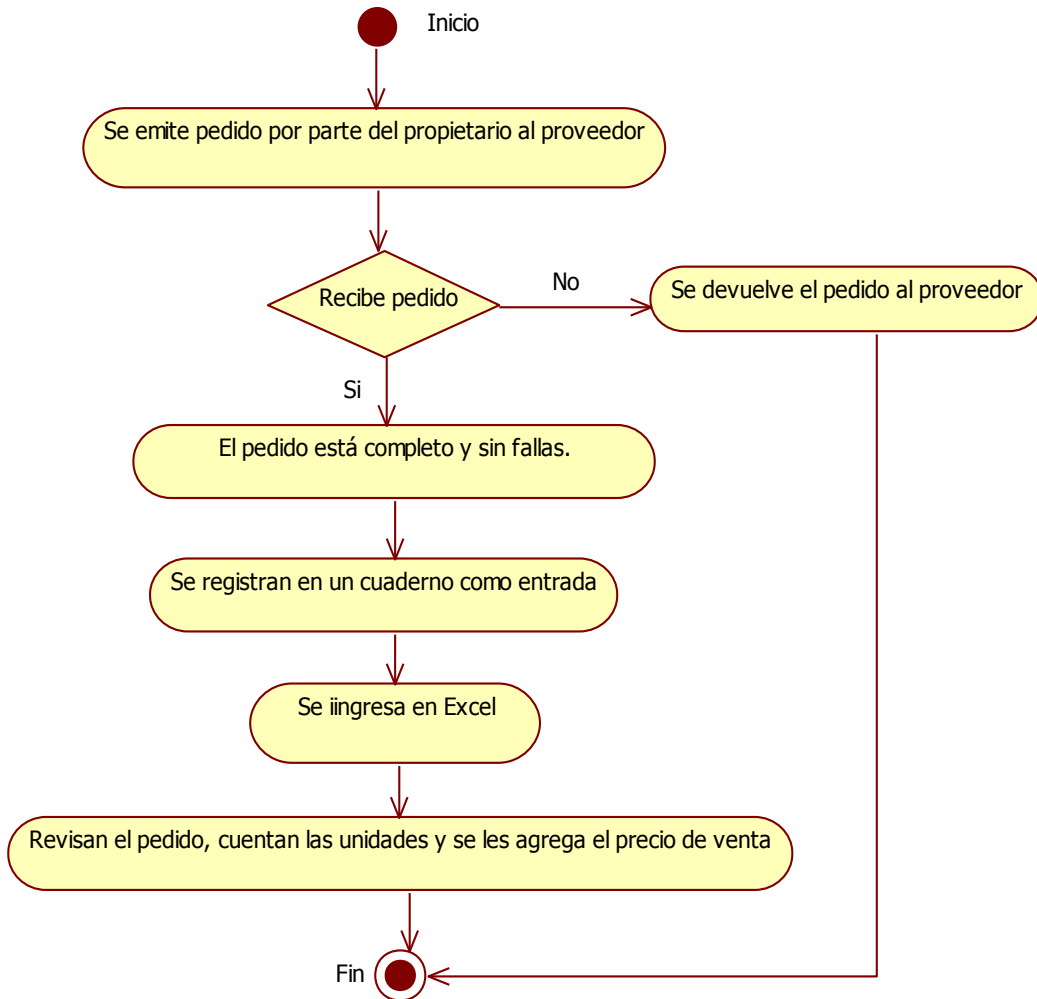 Inicio
Se emite pedido por parte del propietario al proveedor
Recibe pedido
No
Se devuelve el pedido al proveedor
Si
El pedido está completo y sin fallas.
Se registran en un cuaderno como entrada
Se iingresa en Excel
Revisan el pedido, cuentan las unidades y se les agrega el precio de venta
Fin